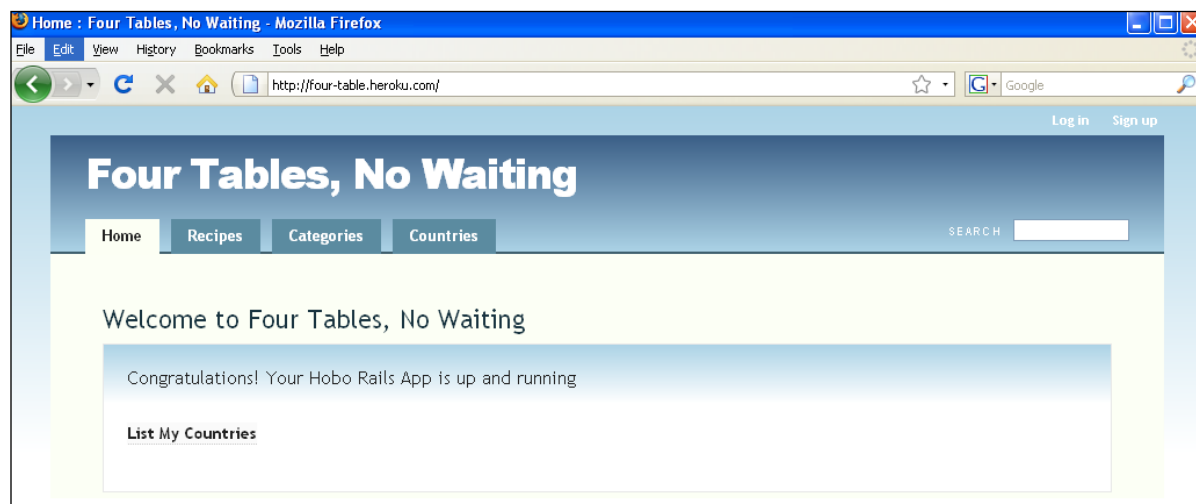 Home : Four Tables, No Waiting - Mozilla Firefox
File Edit View History Bookmarks Tools Help
http://four-table.heroku.com/ G Google
Log in Sign up
Four Tables, No Waiting
Home Recipes Categories Countries SEARCH
Welcome to Four Tables, No Waiting
Congratulations! Your Hobo Rails App is up and running
List My Countries